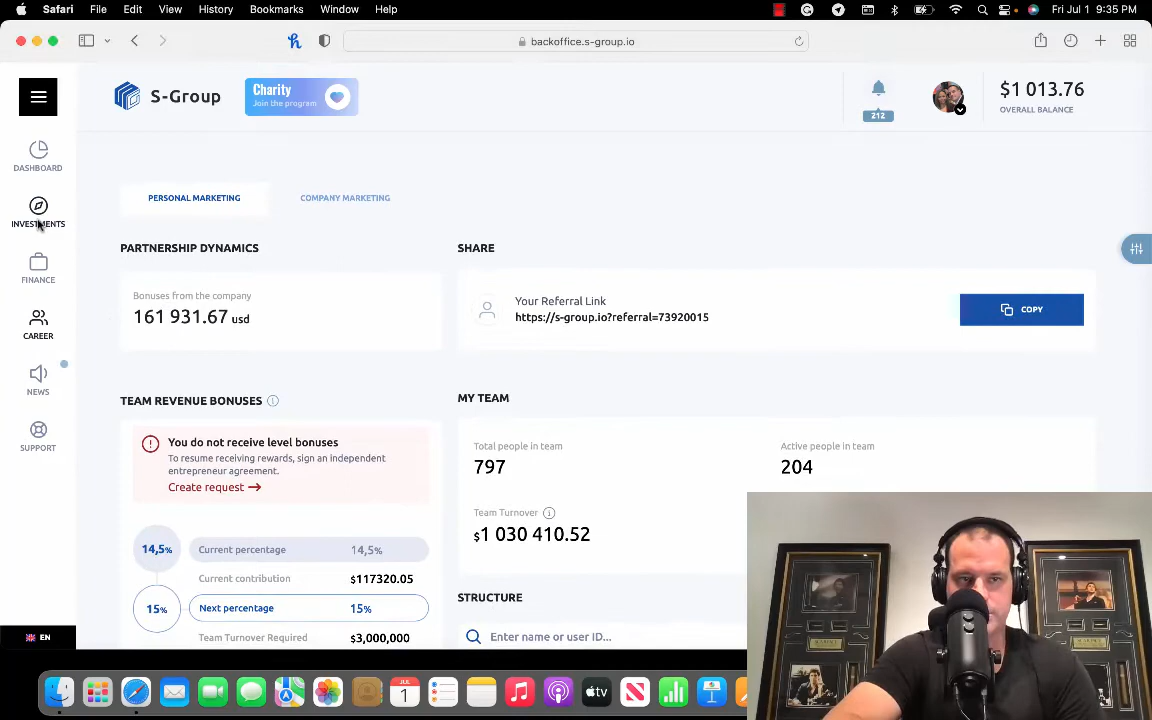 Safari File Edit View History Bookmarks Window Help
Fri Jul 1 9:35 PM
backoffice.s-group.io
S-Group
Charity
Join the program
212
$1 013.76
OVERALL BALANCE
DASHBOARD
INVESTMENTS
FINANCE
CAREER
NEWS
SUPPORT
EN
PERSONAL MARKETING
COMPANY MARKETING
PARTNERSHIP DYNAMICS
Bonuses from the company
161 931.67 usd
SHARE
Your Referral Link
https://s-group.io?referral=73920015
COPY
TEAM REVENUE BONUSES
You do not receive level bonuses
To resume receiving rewards, sign an independent
entrepreneur agreement.
Create request
14,5%
Current percentage 14,5%
Current contribution $117320.05
15%
Next percentage 15%
Team Turnover Required $3,000,000
MY TEAM
Total people in team
797
Active people in team
204
Team Turnover
$1 030 410.52
STRUCTURE
Enter name or user ID...
JUL
1
tv